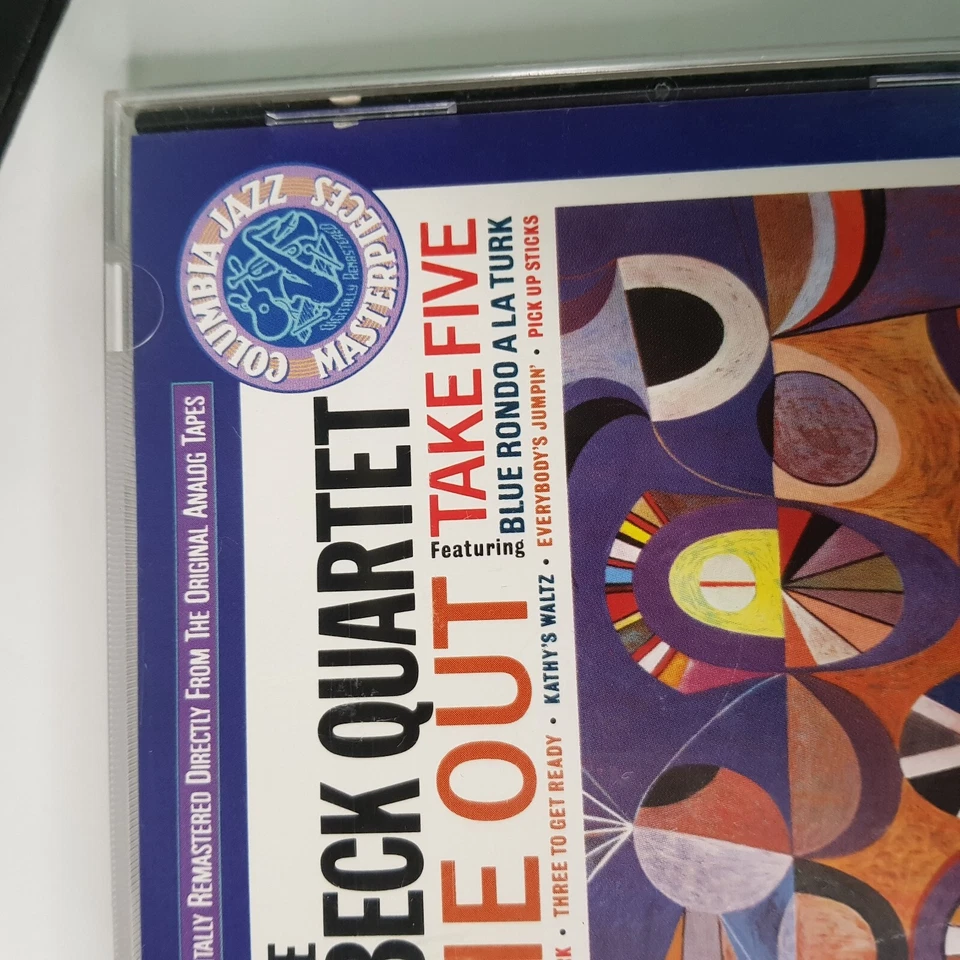 COLUMBIA JAZZ MASTERPIECES
DIGITALLY REMASTERED
TALLY REMASTERED DIRECTLY FROM THE ORIGINAL ANALOG TAPES
E
BECK QUARTET
E OUT Featuring TAKE FIVE
BLUE RONDO A LA TURK
RK • THREE TO GET READY • KATHY'S WALTZ • EVERYBODY'S JUMPIN' • PICK UP STICKS